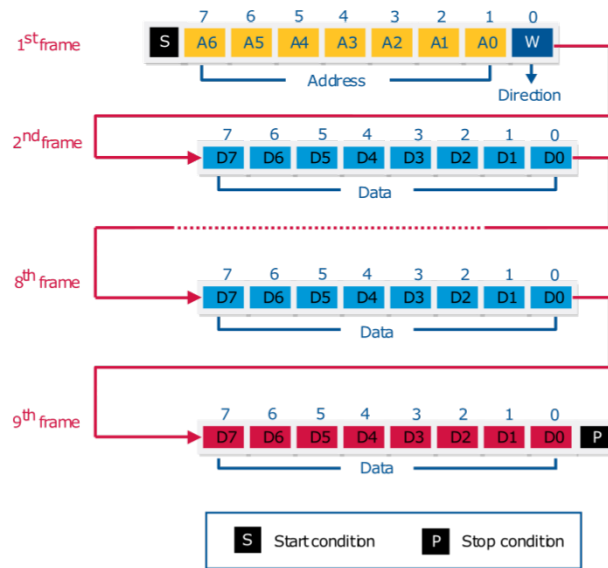 7 6 5 4 3 2 1 0
1st frame S A6 A5 A4 A3 A2 A1 A0 W
Address
Direction
7 6 5 4 3 2 1 0
2nd frame D7 D6 D5 D4 D3 D2 D1 D0
Data
7 6 5 4 3 2 1 0
8th frame D7 D6 D5 D4 D3 D2 D1 D0
Data
7 6 5 4 3 2 1 0
9th frame D7 D6 D5 D4 D3 D2 D1 D0 P
Data
S Start condition P Stop condition